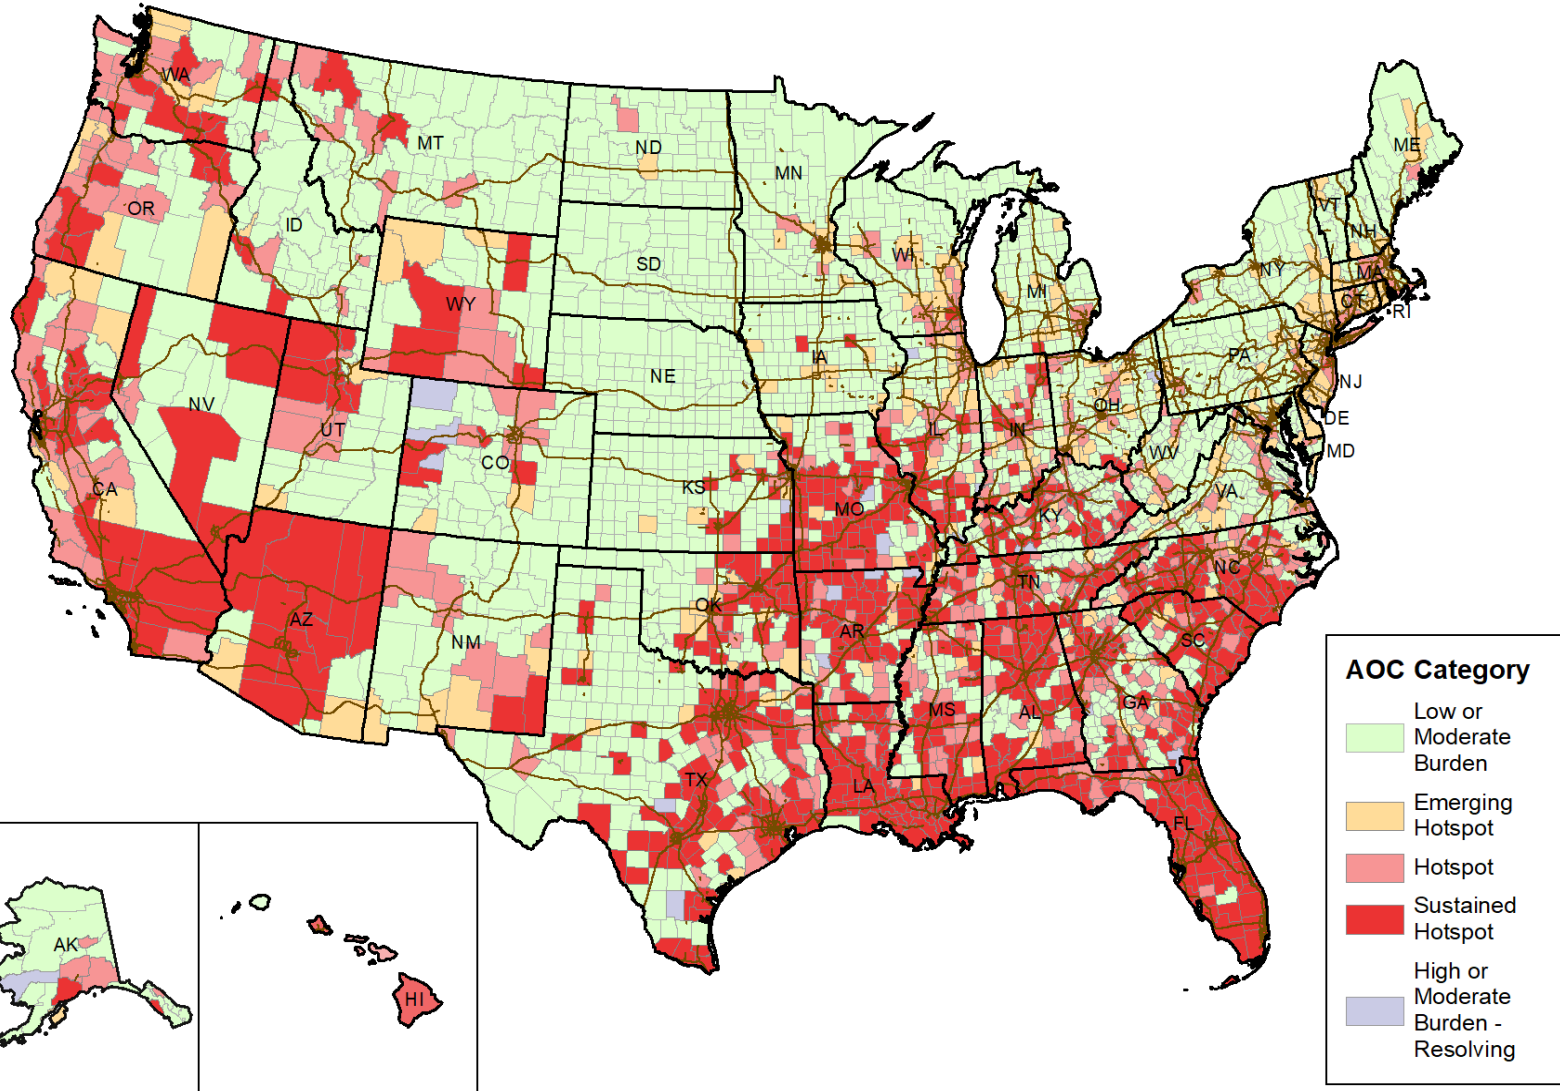 WA
MT
ND
MN
ME
OR
ID
VT
NH
WI
SD
NY
MA
MI
CT
RI
WY
IA
PA
NE
NJ
NV
OH
UT
IL
IN
DE
CO
WV
MD
CA
KS
VA
MO
KY
NC
TN
AZ
OK
AR
NM
SC
MS
AL
GA
TX
LA
FL
AK
HI
AOC Category
Low or
Moderate
Burden
Emerging
Hotspot
Hotspot
Sustained
Hotspot
High or
Moderate
Burden -
Resolving